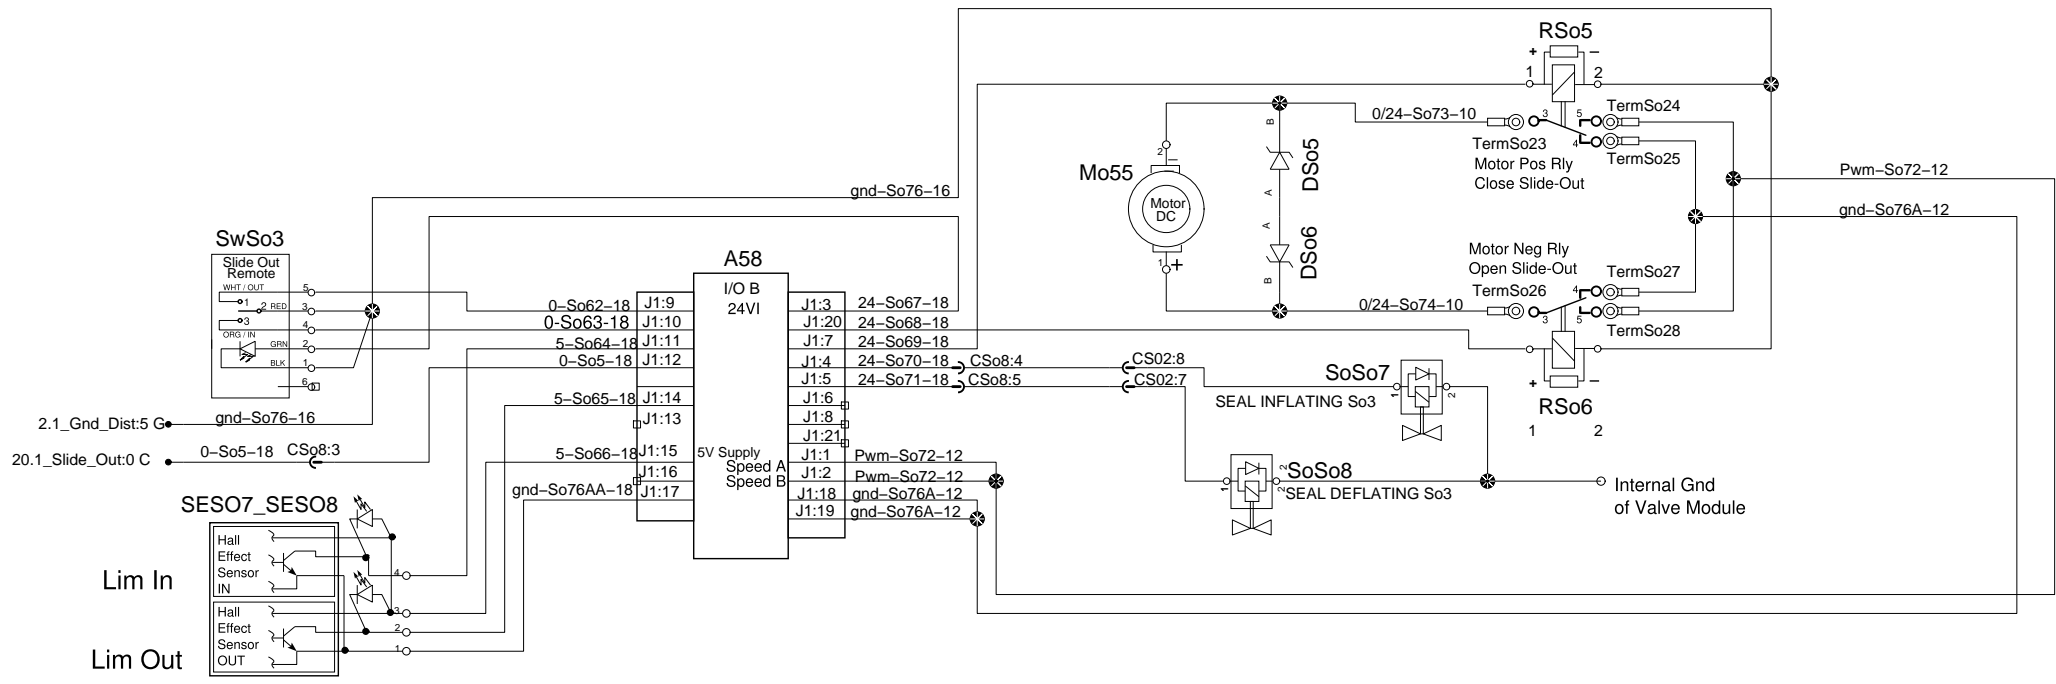 RSo5
+ −
1 2
TermSo24
0/24−So73−10
3 5
4
TermSo23
TermSo25
Motor Pos Rly
Close Slide−Out
B
DSo5
A
A
DSo6
B
2
−
Mo55
Motor
DC
1 +
Pwm−So72−12
gnd−So76A−12
gnd−So76−16
Motor Neg Rly
Open Slide−Out
TermSo26
TermSo27
0/24−So74−10
4
3 5
TermSo28
+ −
RSo6
1 2
SwSo3
Slide Out
Remote
WHT / OUT
5
1
2 RED 3
3
4
ORG / IN
GRN 2
BLK 1
6
A58
I/O B
24VI
0−So62−18 J1:9
0-So63-18 J1:10
5−So64−18 J1:11
0−So5−18 J1:12
5−So65−18 J1:14
J1:13
5−So66−18 J1:15
J1:16
gnd−So76AA−18 J1:17
5V Supply
Speed A
Speed B
J1:3 24−So67−18
J1:20 24−So68−18
J1:7 24−So69−18
J1:4 24−So70−18 CSo8:4 CS02:8
J1:5 24−So71−18 CSo8:5 CS02:7
J1:6
J1:8
J1:21
J1:1 Pwm−So72−12
J1:2 Pwm−So72−12
J1:18 gnd−So76A−12
J1:19 gnd−So76A−12
SoSo7
1 2
SEAL INFLATING So3
SoSo8
1 2
2
SEAL DEFLATING So3
Internal Gnd
of Valve Module
2.1_Gnd_Dist:5 G
gnd−So76−16
20.1_Slide_Out:0 C
0−So5−18 CSo8:3
SESO7_SESO8
Hall
Effect
Sensor
IN
Lim In
4
3
Hall
Effect
Sensor
OUT
Lim Out
2
1